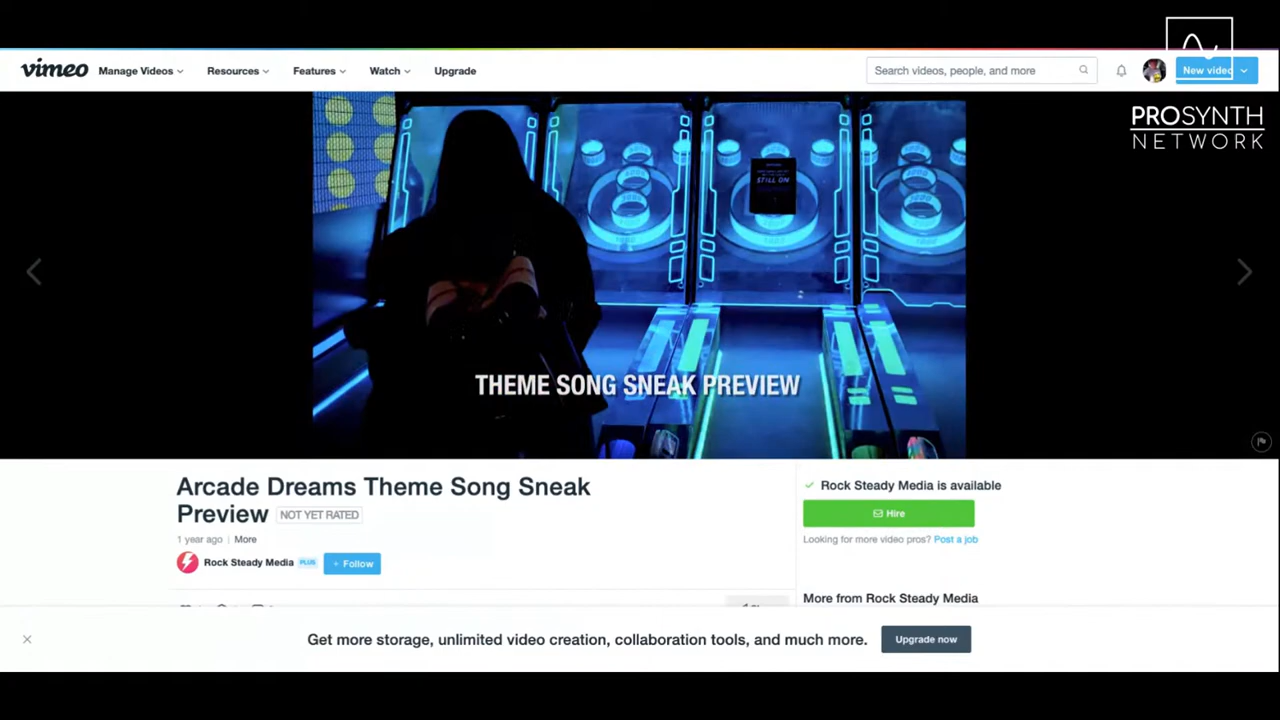 vimeo
Manage Videos
Resources
Features
Watch
Upgrade
Search videos, people, and more
New video
PROSYNTH
NETWORK
STILL ON
THEME SONG SNEAK PREVIEW
Arcade Dreams Theme Song Sneak
Preview NOT YET RATED
1 year ago | More
Rock Steady Media PLUS + Follow
Rock Steady Media is available
Hire
Looking for more video pros? Post a job
More from Rock Steady Media
Get more storage, unlimited video creation, collaboration tools, and much more. Upgrade now